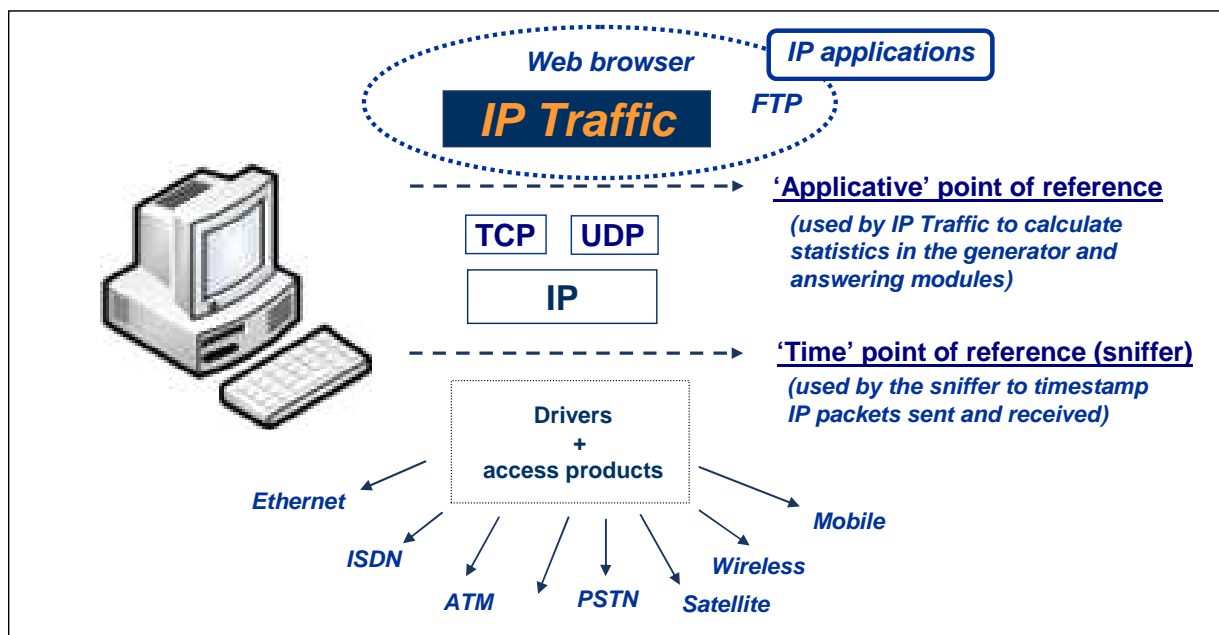 IP applications
Web browser
FTP
IP Traffic
‘Applicative’ point of reference
(used by IP Traffic to calculate
statistics in the generator and
answering modules)
TCP
UDP
IP
‘Time’ point of reference (sniffer)
(used by the sniffer to timestamp
IP packets sent and received)
Drivers
+
access products
Ethernet
Mobile
ISDN
Wireless
ATM
PSTN
Satellite